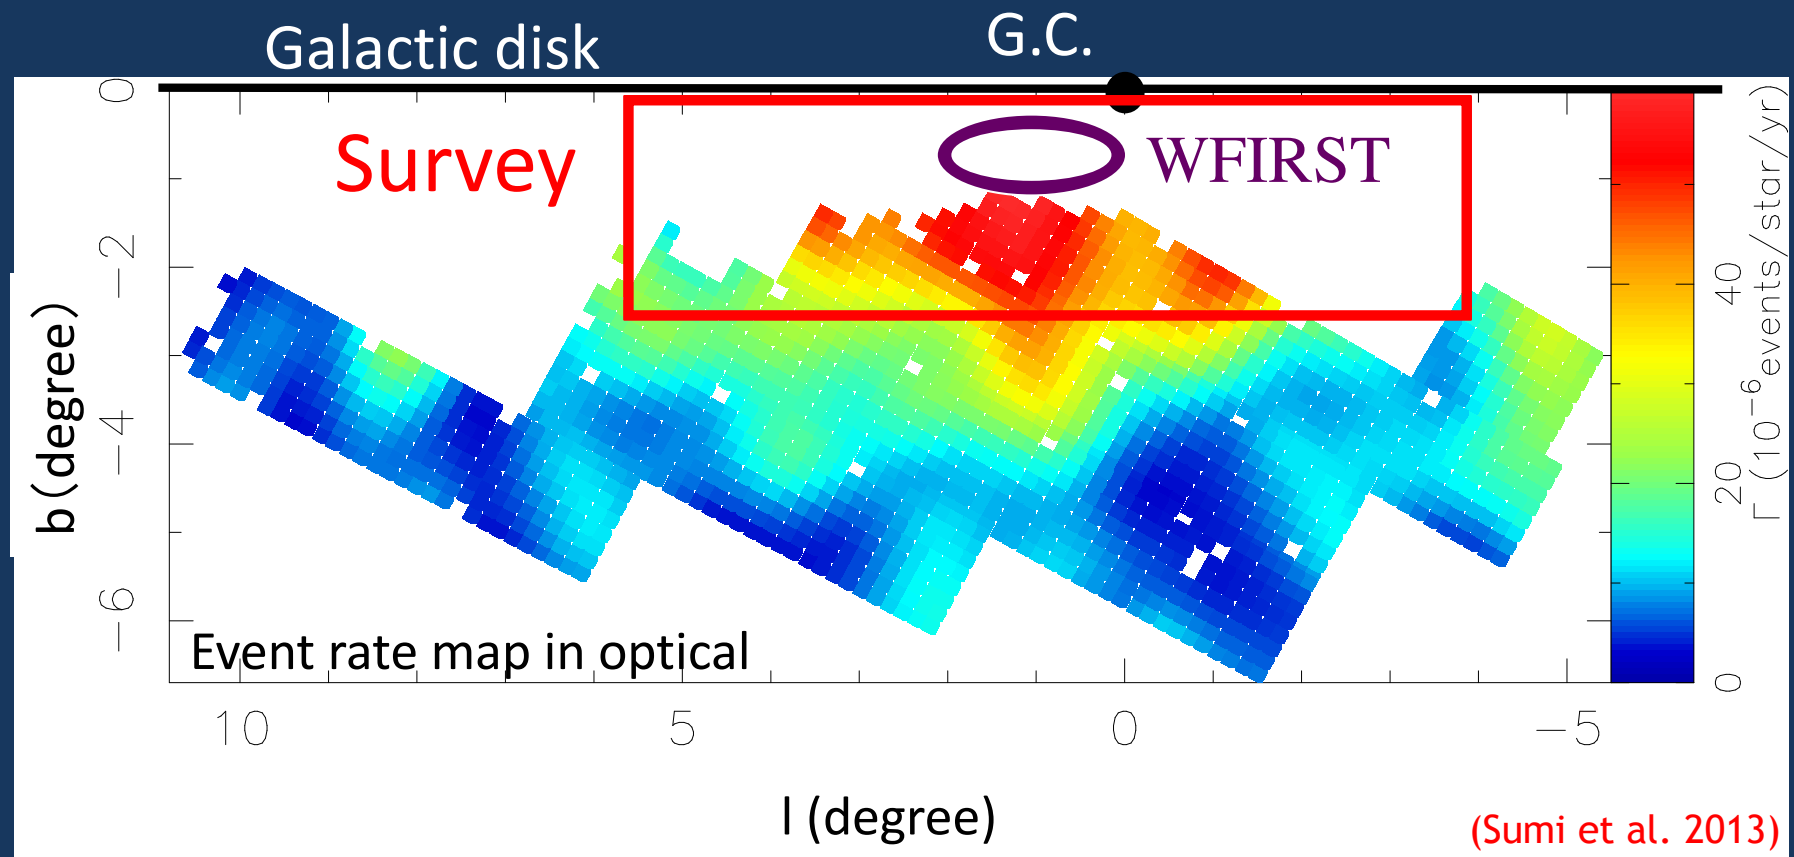 Galactic disk
G.C.
Survey
WFIRST
0
−2
−4
−6
b(degree)
Event rate map in optical
10
5
0
−5
l (degree)
0
20
40
Γ (10−6events/star/yr)
(Sumi et al. 2013)